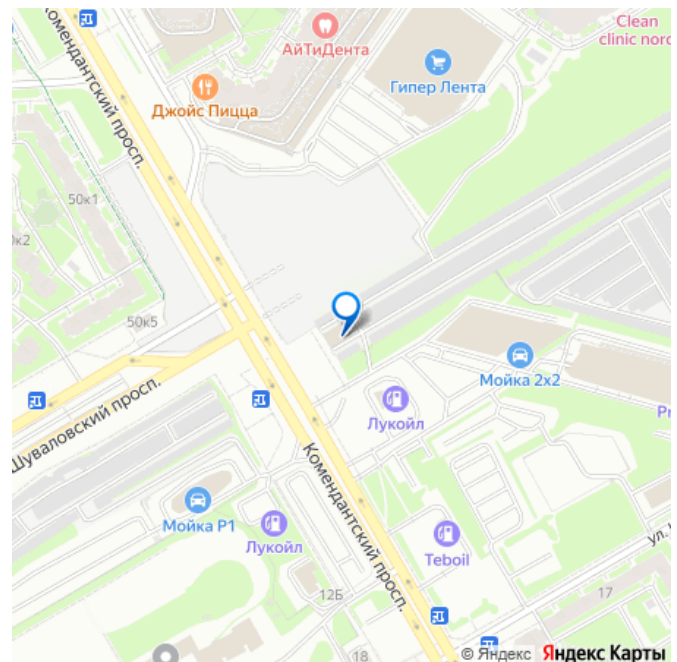 Clean
clinic nord
АйТиДента
Гипер Лента
Джойс Пицца
Комендантский просп.
50к1
к2
50к5
Мойка 2x2
Лукойл
Шуваловский просп.
Комендантский просп.
Мойка Р1
Лукойл
Teboil
ул.
12Б
17
18
© Яндекс Яндекс Карты